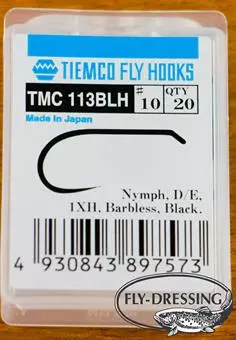 TIEMCO FLY HOOKS
TMC 113BLH # 10 QTY 20
Made in Japan
Nymph, D/E,
1XH, Barbless, Black.
4 930843 897573
FLY-DRESSING